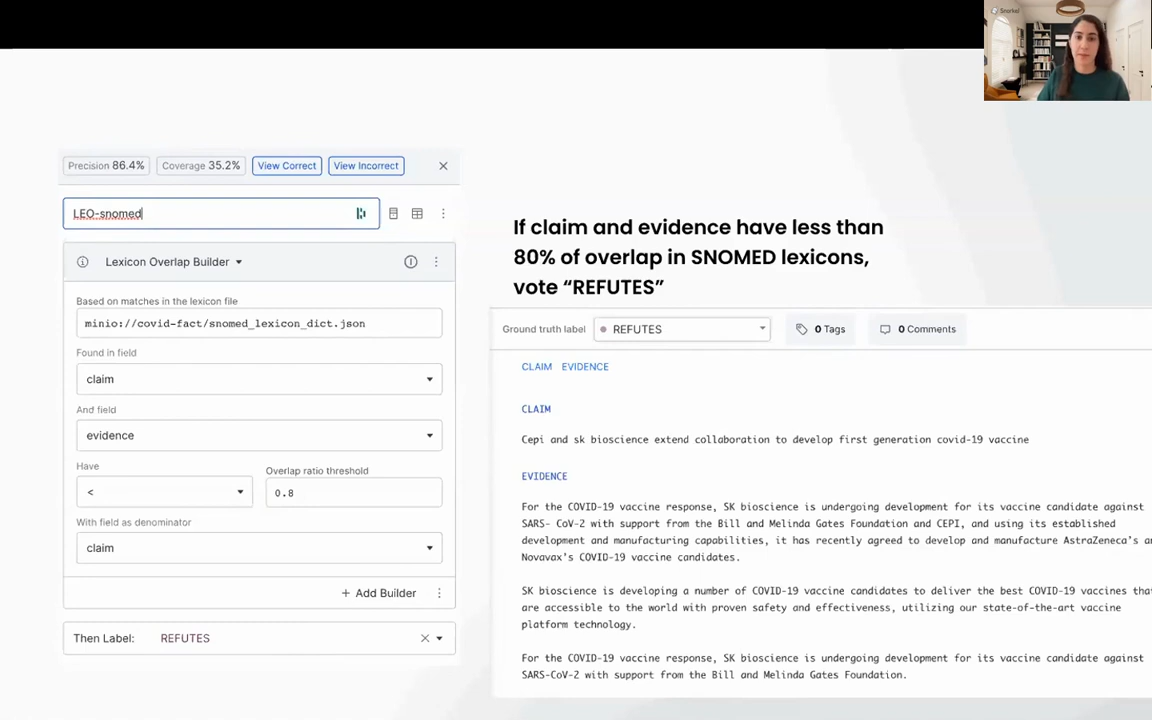 Snorkel
Precision 86.4% Coverage 35.2% View Correct View Incorrect
LEO-snomed
Lexicon Overlap Builder
Based on matches in the lexicon file
minio://covid-fact/snomed_lexicon_dict.json
Found in field
claim
And field
evidence
Have Overlap ratio threshold
< 0.8
With field as denominator
claim
+ Add Builder
Then Label: REFUTES
If claim and evidence have less than
80% of overlap in SNOMED lexicons,
vote “REFUTES”
Ground truth label REFUTES 0 Tags 0 Comments
CLAIM EVIDENCE
CLAIM
Cepi and sk bioscience extend collaboration to develop first generation covid-19 vaccine
EVIDENCE
For the COVID-19 vaccine response, SK bioscience is undergoing development for its vaccine candidate against
SARS- CoV-2 with support from the Bill and Melinda Gates Foundation and CEPI, and using its established
development and manufacturing capabilities, it has recently agreed to develop and manufacture AstraZeneca's a
Novavax's COVID-19 vaccine candidates.
SK bioscience is developing a number of COVID-19 vaccine candidates to deliver the best COVID-19 vaccines tha
are accessible to the world with proven safety and effectiveness, utilizing our state-of-the-art vaccine
platform technology.
For the COVID-19 vaccine response, SK bioscience is undergoing development for its vaccine candidate against
SARS-CoV-2 with support from the Bill and Melinda Gates Foundation.